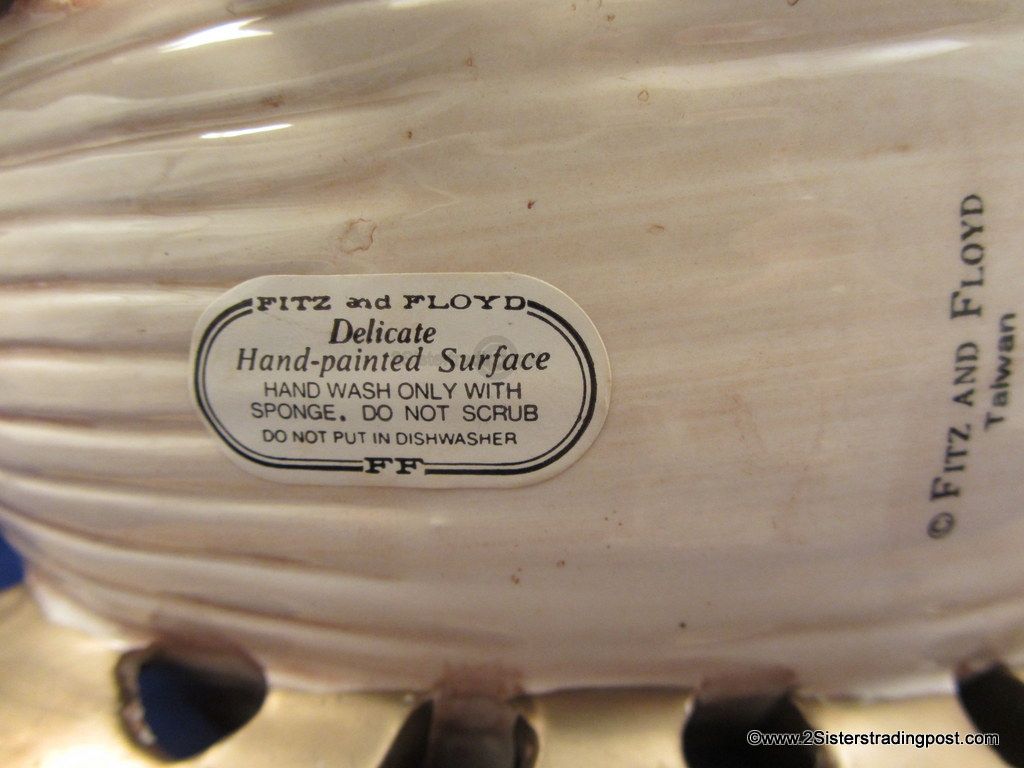 FITZ and FLOYD
Delicate
Hand-painted Surface
HAND WASH ONLY WITH
SPONGE. DO NOT SCRUB
DO NOT PUT IN DISHWASHER
FF
© FITZ AND FLOYD
Taiwan
©www.2Sisterstradingpost.com